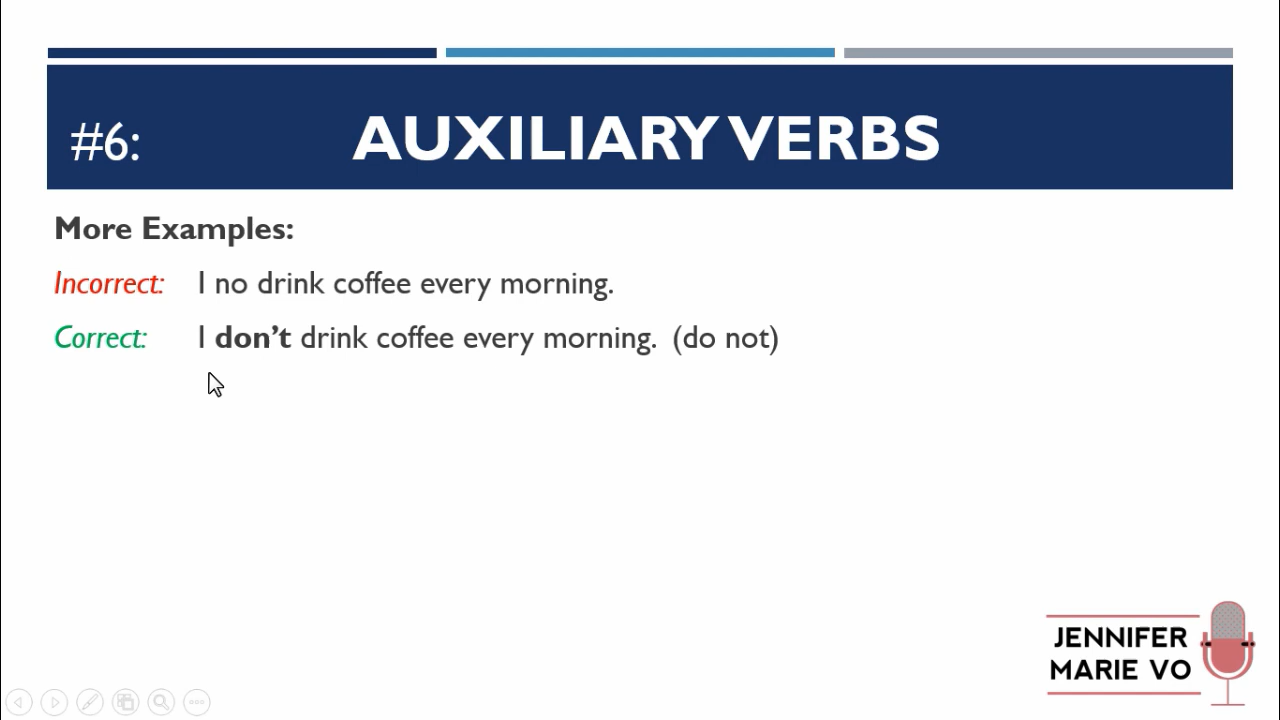 #6: AUXILIARY VERBS
More Examples:
Incorrect: I no drink coffee every morning.
Correct: I don’t drink coffee every morning. (do not)
JENNIFER
MARIE VO